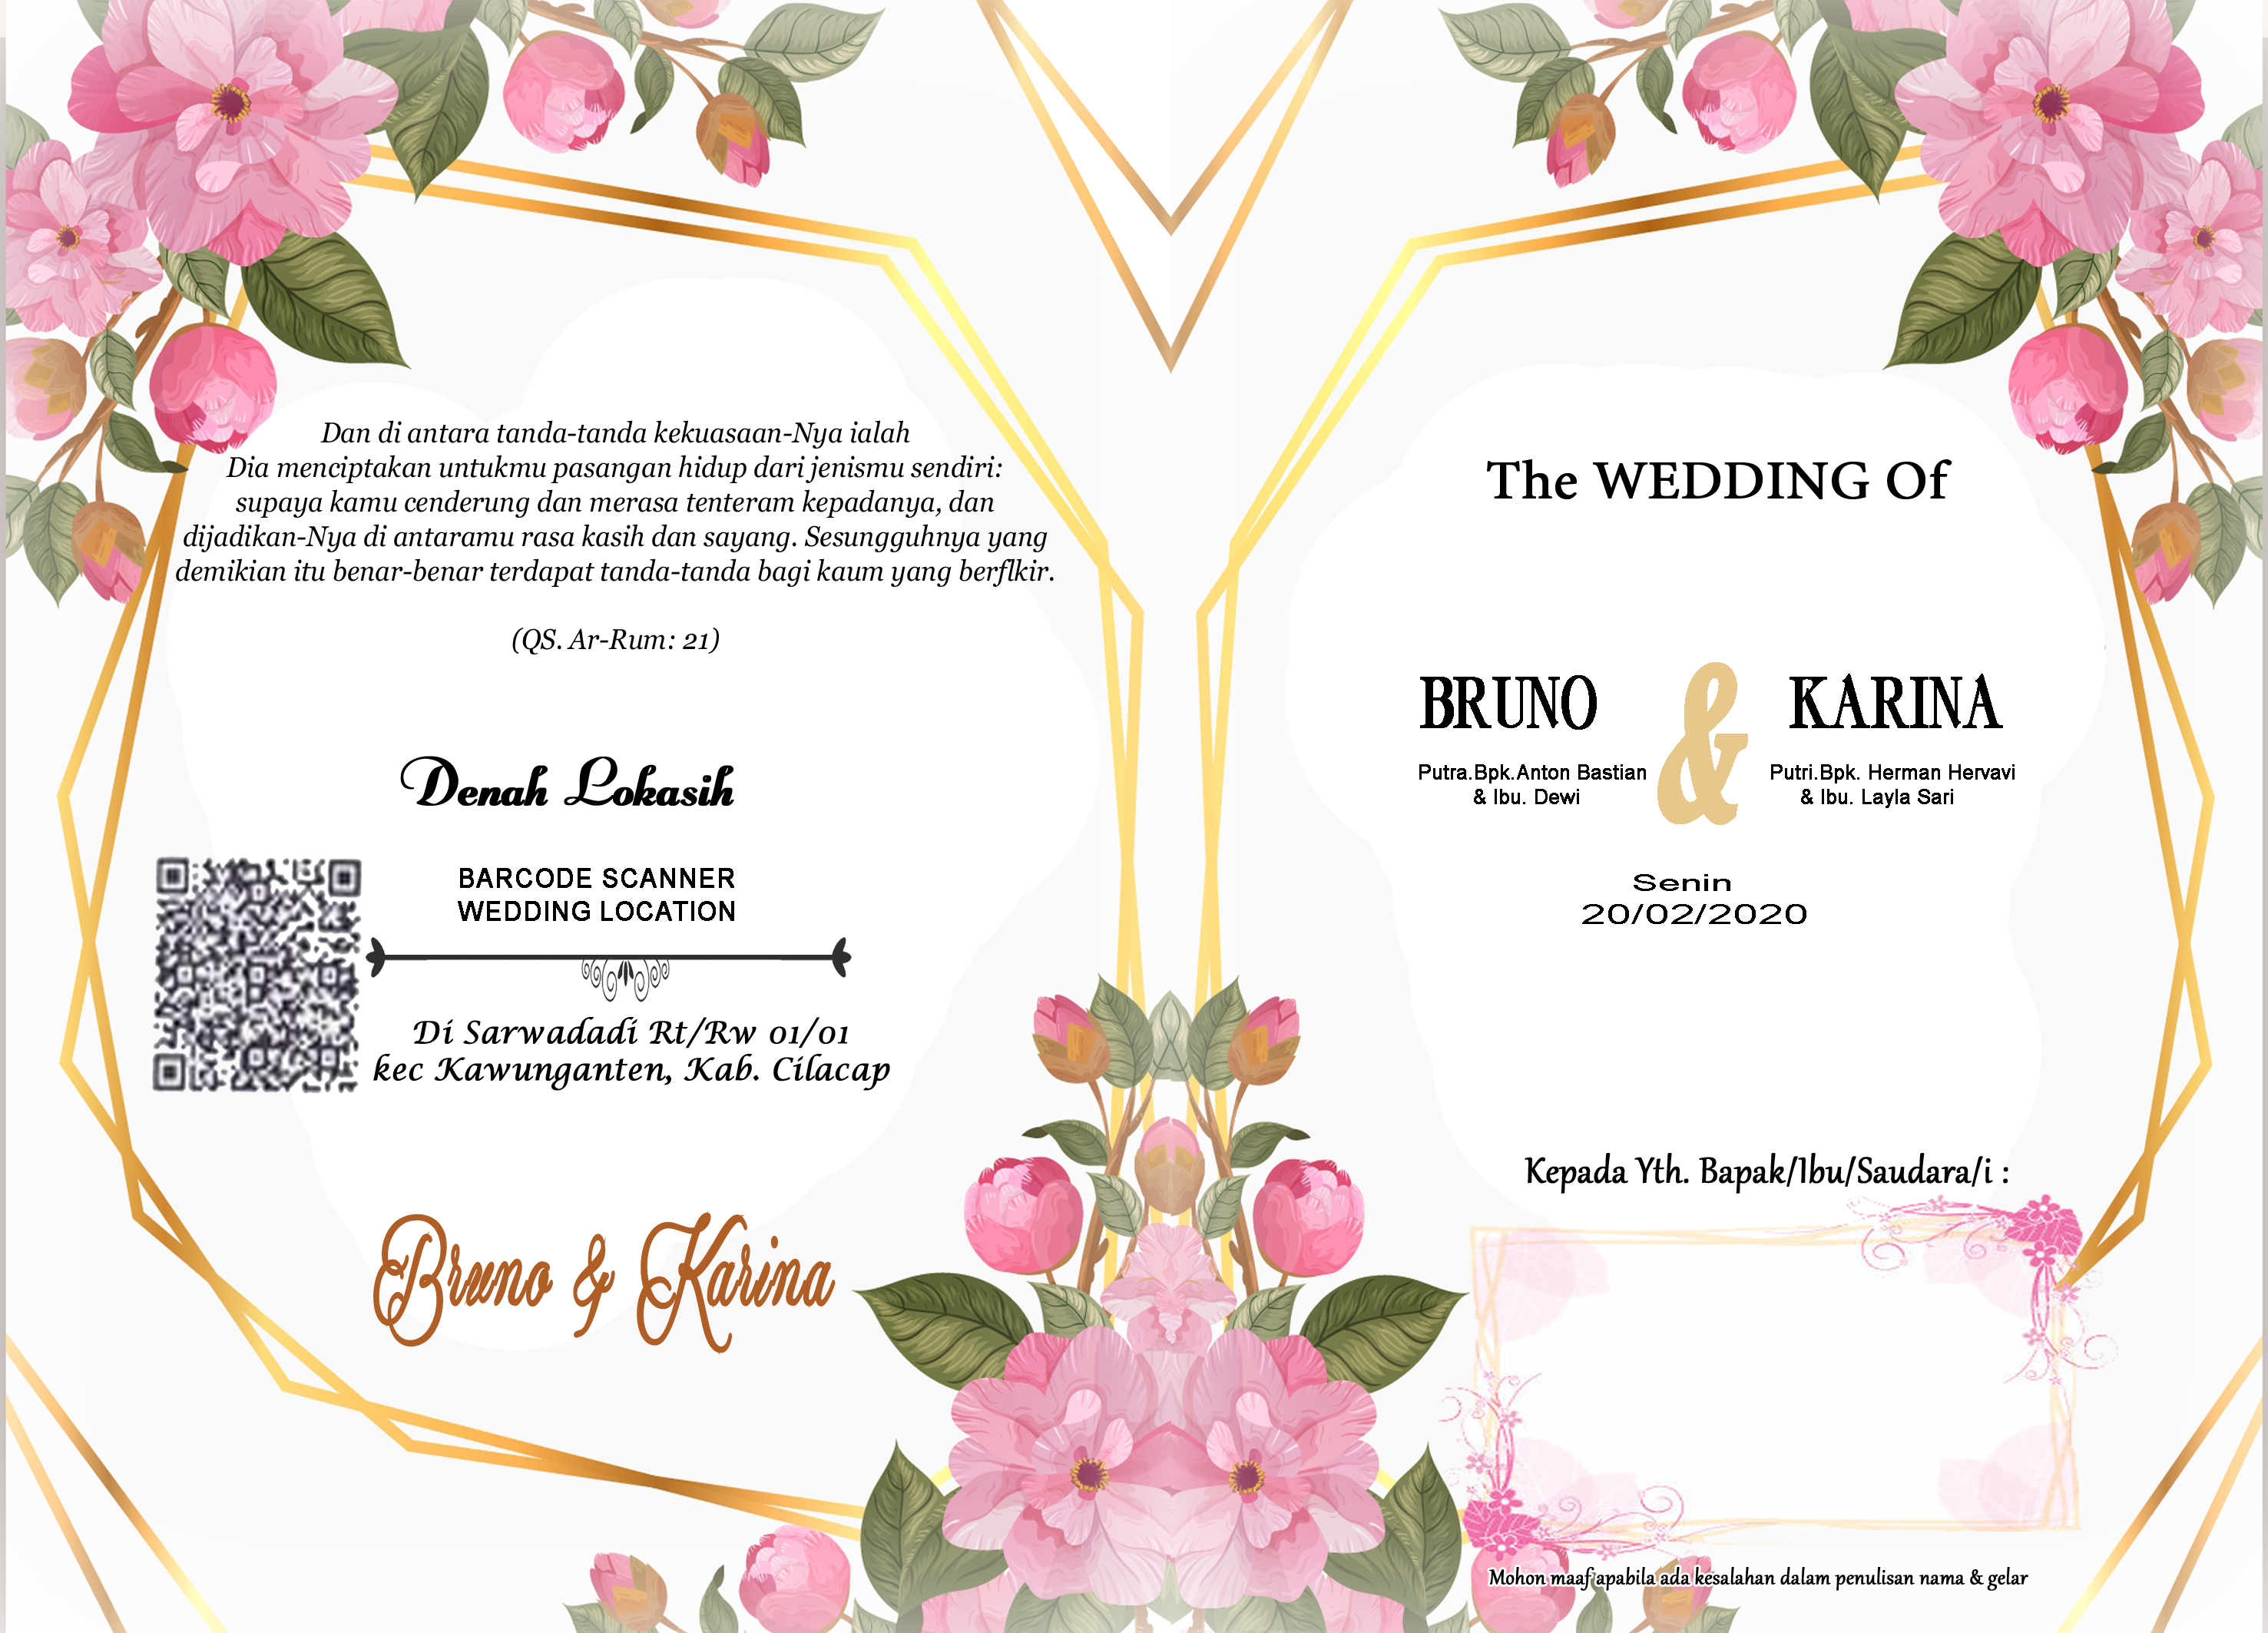 Dan di antara tanda-tanda kekuasaan-Nya ialah
Dia menciptakan untukmu pasangan hidup dari jenismu sendiri:
supaya kamu cenderung dan merasa tenteram kepadanya, dan
dijadikan-Nya di antaramu rasa kasih dan sayang. Sesungguhnya yang
demikian itu benar-benar terdapat tanda-tanda bagi kaum yang berflkir.
(QS. Ar-Rum: 21)
Denah Lokasih
BARCODE SCANNER
WEDDING LOCATION
Di Sarwadadi Rt/Rw 01/01
kec Kawunganten, Kab. Cilacap
Bruno & Karina
The WEDDING Of
BRUNO & KARINA
Putra.Bpk.Anton Bastian
& Ibu. Dewi
Putri.Bpk. Herman Hervavi
& Ibu. Layla Sari
Senin
20/02/2020
Kepada Yth. Bapak/Ibu/Saudara/i :
Mohon maaf apabila ada kesalahan dalam penulisan nama & gelar